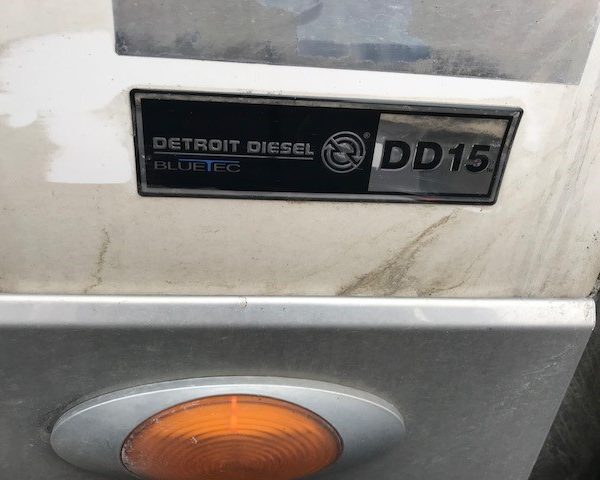 DETROIT DIESEL ® DD15
BLUETEC